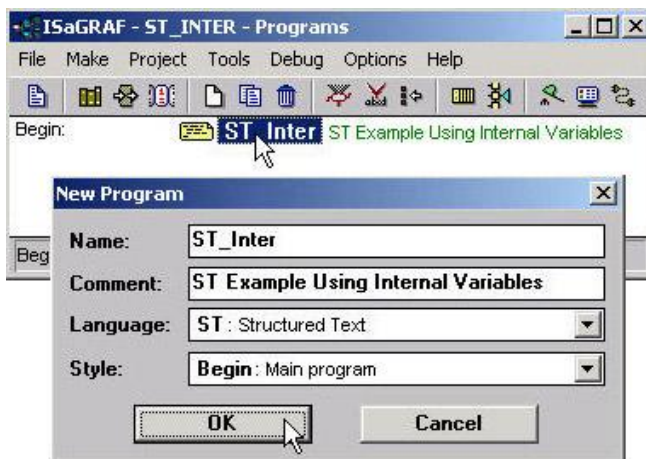 ISaGRAF - ST_INTER - Programs
File Make Project Tools Debug Options Help
Begin: ST_Inter ST Example Using Internal Variables
New Program
Name: ST_Inter
Beg
Comment: ST Example Using Internal Variables
Language: ST : Structured Text
Style: Begin : Main program
OK Cancel